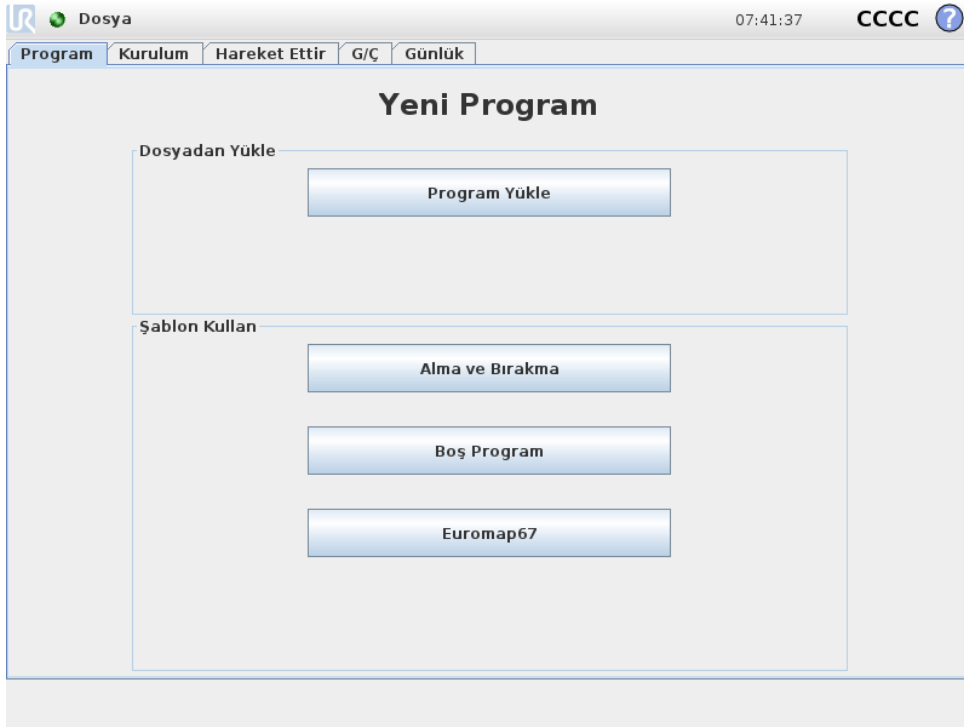 UR Dosya 07:41:37 CCCC ?
Program Kurulum Hareket Ettir G/Ç Günlük
Yeni Program
Dosyadan Yükle
Program Yükle
Şablon Kullan
Alma ve Bırakma
Boş Program
Euromap67